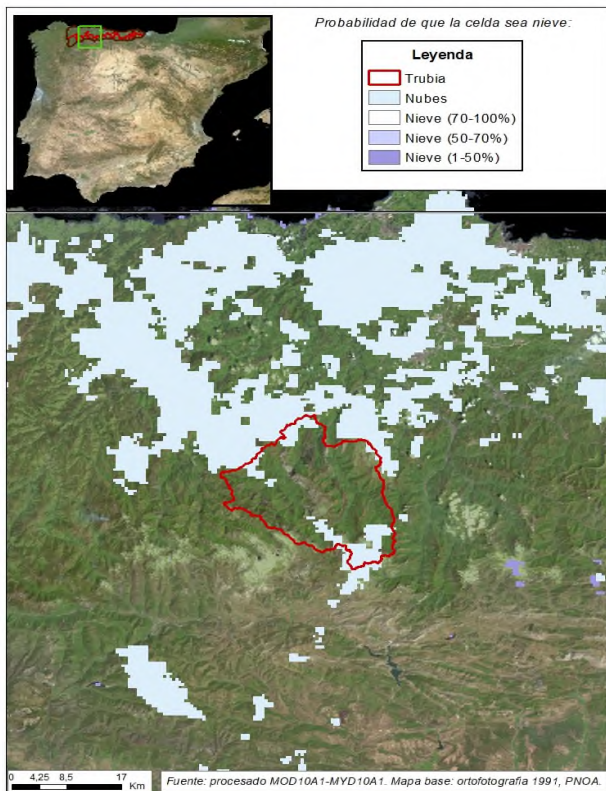 Probabilidad de que la celda sea nieve:
Leyenda
Trubia
Nubes
Nieve (70-100%)
Nieve (50-70%)
Nieve (1-50%)
0 4,25 8,5 17
Km
Fuente: procesado MOD10A1-MYD10A1. Mapa base: ortofotografia 1991, PNOA.